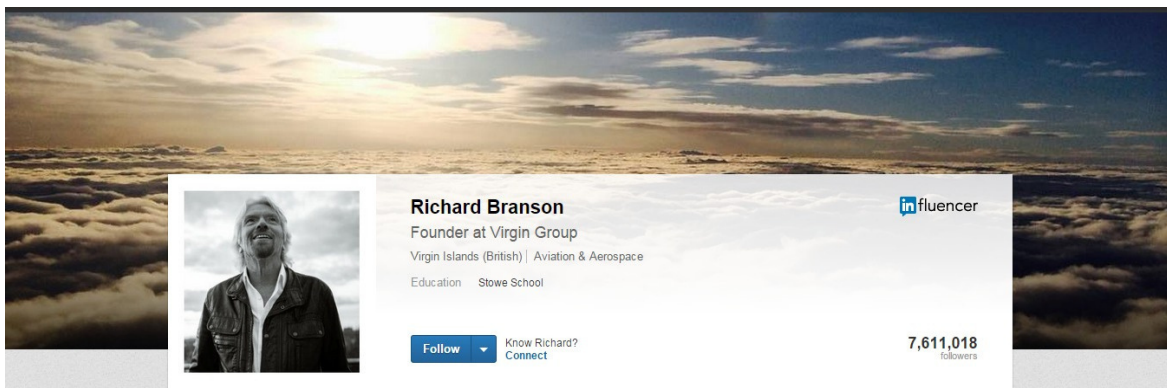 Richard Branson
influencer
Founder at Virgin Group
Virgin Islands (British) | Aviation & Aerospace
Education Stowe School
Follow
Know Richard?
Connect
7,611,018
followers